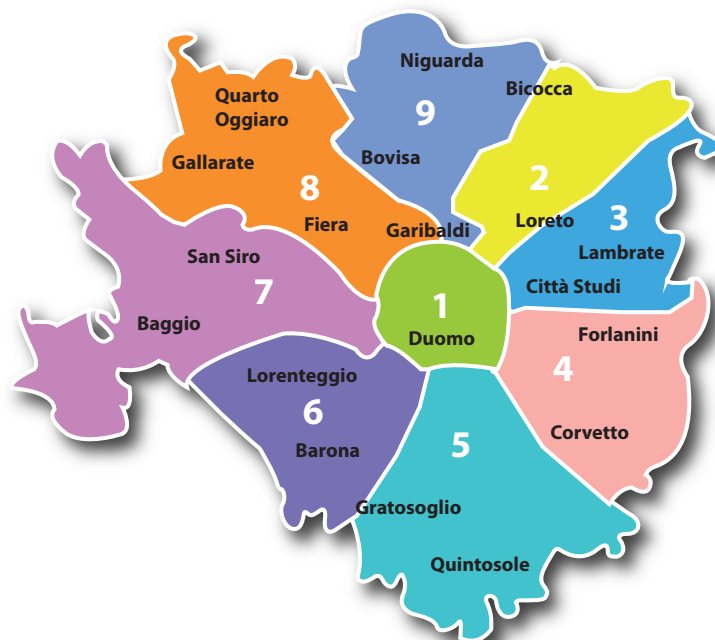 Niguarda
Bicocca
9
Quarto
Oggiaro
Bovisa
Gallarate
8
2
Fiera
Garibaldi
Loreto
3
Lambrate
San Siro
7
Città Studi
1
Duomo
Baggio
Forlanini
4
Lorenteggio
6
Corvetto
Barona
5
Gratosoglio
Quintosole